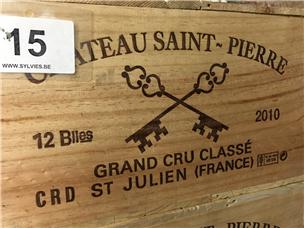 15
WWW.SYLVIES.BE
CHATEAU SAINT-PIERRE
12 Blles
2010
GRAND CRU CLASSÉ
CRD ST JULIEN (FRANCE)